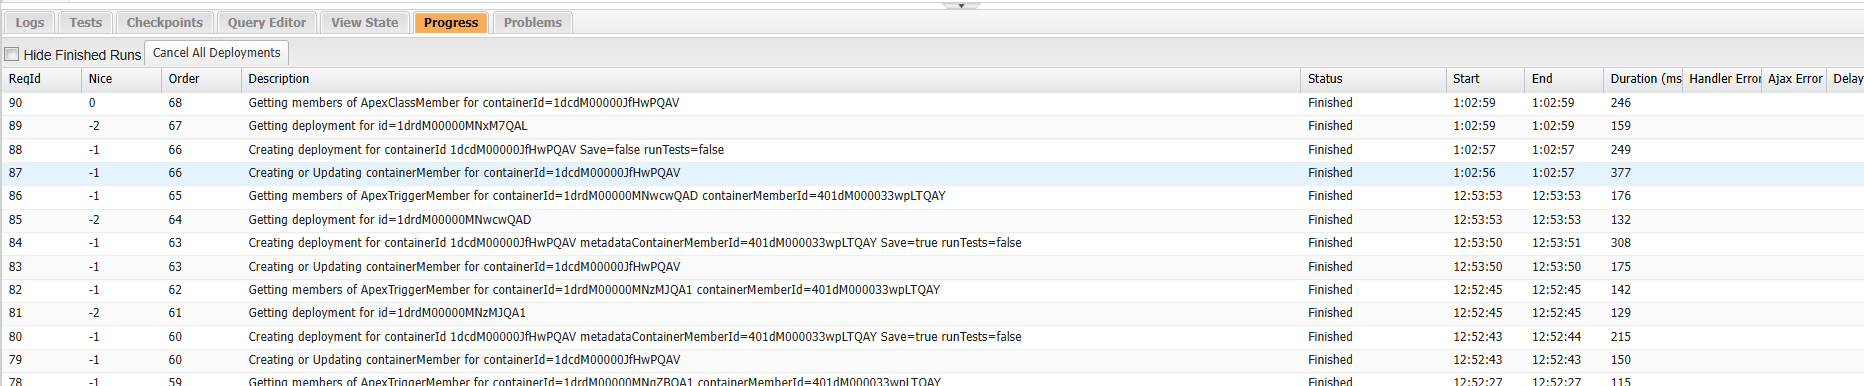 Logs Tests Checkpoints Query Editor View State Progress Problems
Hide Finished Runs Cancel All Deployments
ReqId Nice Order Description Status Start End Duration (ms Handler Error Ajax Error Delay
90 0 68 Getting members of ApexClassMember for containerId=1dcdM00000JfHwPQAV Finished 1:02:59 1:02:59 246
89 -2 67 Getting deployment for id=1drdM00000MNxM7QAL Finished 1:02:59 1:02:59 159
88 -1 66 Creating deployment for containerId 1dcdM00000JfHwPQAV Save=false runTests=false Finished 1:02:57 1:02:57 249
87 -1 66 Creating or Updating containerMember for containerId=1dcdM00000JfHwPQAV Finished 1:02:56 1:02:57 377
86 -1 65 Getting members of ApexTriggerMember for containerId=1drdM00000MNwcwQAD containerMemberId=401dM000033wpLTQAY Finished 12:53:53 12:53:53 176
85 -2 64 Getting deployment for id=1drdM00000MNwcwQAD Finished 12:53:53 12:53:53 132
84 -1 63 Creating deployment for containerId 1dcdM00000JfHwPQAV metadataContainerMemberId=401dM000033wpLTQAY Save=true runTests=false Finished 12:53:50 12:53:51 308
83 -1 63 Creating or Updating containerMember for containerId=1dcdM00000JfHwPQAV Finished 12:53:50 12:53:50 175
82 -1 62 Getting members of ApexTriggerMember for containerId=1drdM00000MNzMJQA1 containerMemberId=401dM000033wpLTQAY Finished 12:52:45 12:52:45 142
81 -2 61 Getting deployment for id=1drdM00000MNzMJQA1 Finished 12:52:45 12:52:45 129
80 -1 60 Creating deployment for containerId 1dcdM00000JfHwPQAV metadataContainerMemberId=401dM000033wpLTQAY Save=true runTests=false Finished 12:52:43 12:52:44 215
79 -1 60 Creating or Updating containerMember for containerId=1dcdM00000JfHwPQAV Finished 12:52:43 12:52:43 150
78 -1 59 Getting members of ApexTriggerMember for containerMemberId=401dM000033wpLTQAY Finished 12:52:27 12:52:27 115